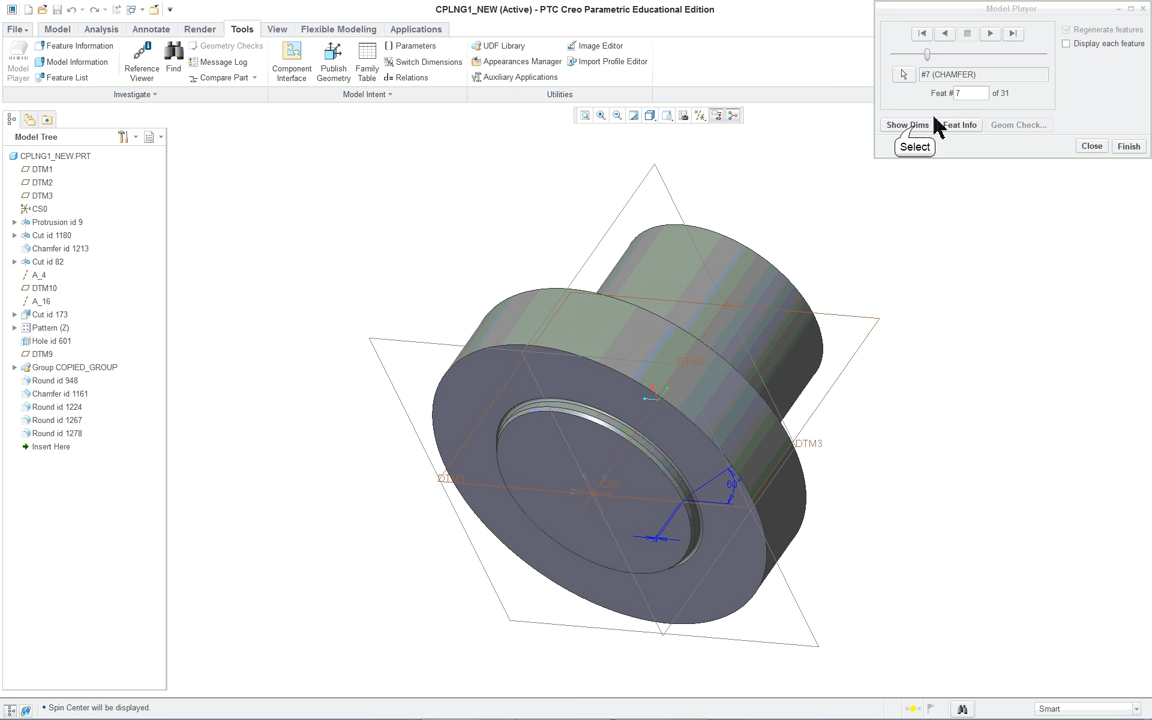 CPLNG1_NEW (Active) - PTC Creo Parametric Educational Edition
File Model Analysis Annotate Render Tools View Flexible Modeling Applications
Model Player
Feature Information
Model Information
Feature List
Reference Viewer
Find
Geometry Checks
Message Log
Compare Part
Component Interface
Publish Geometry
Family Table
Parameters
Switch Dimensions
Relations
UDF Library
Appearances Manager
Auxiliary Applications
Image Editor
Import Profile Editor
Investigate Model Intent Utilities
Model Player
Regenerate features
Display each feature
#7 (CHAMFER)
Feat # 7 of 31
Show Dims Feat Info Geom Check...
Select
Close Finish
Model Tree
CPLNG1_NEW.PRT
DTM1
DTM2
DTM3
CS0
Protrusion id 9
Cut id 1180
Chamfer id 1213
Cut id 82
A_4
DTM10
A_16
Cut id 173
Pattern (Z)
Hole id 601
DTM9
Group COPIED_GROUP
Round id 948
Chamfer id 1161
Round id 1224
Round id 1267
Round id 1278
Insert Here
DTM3
Spin Center will be displayed.
Smart